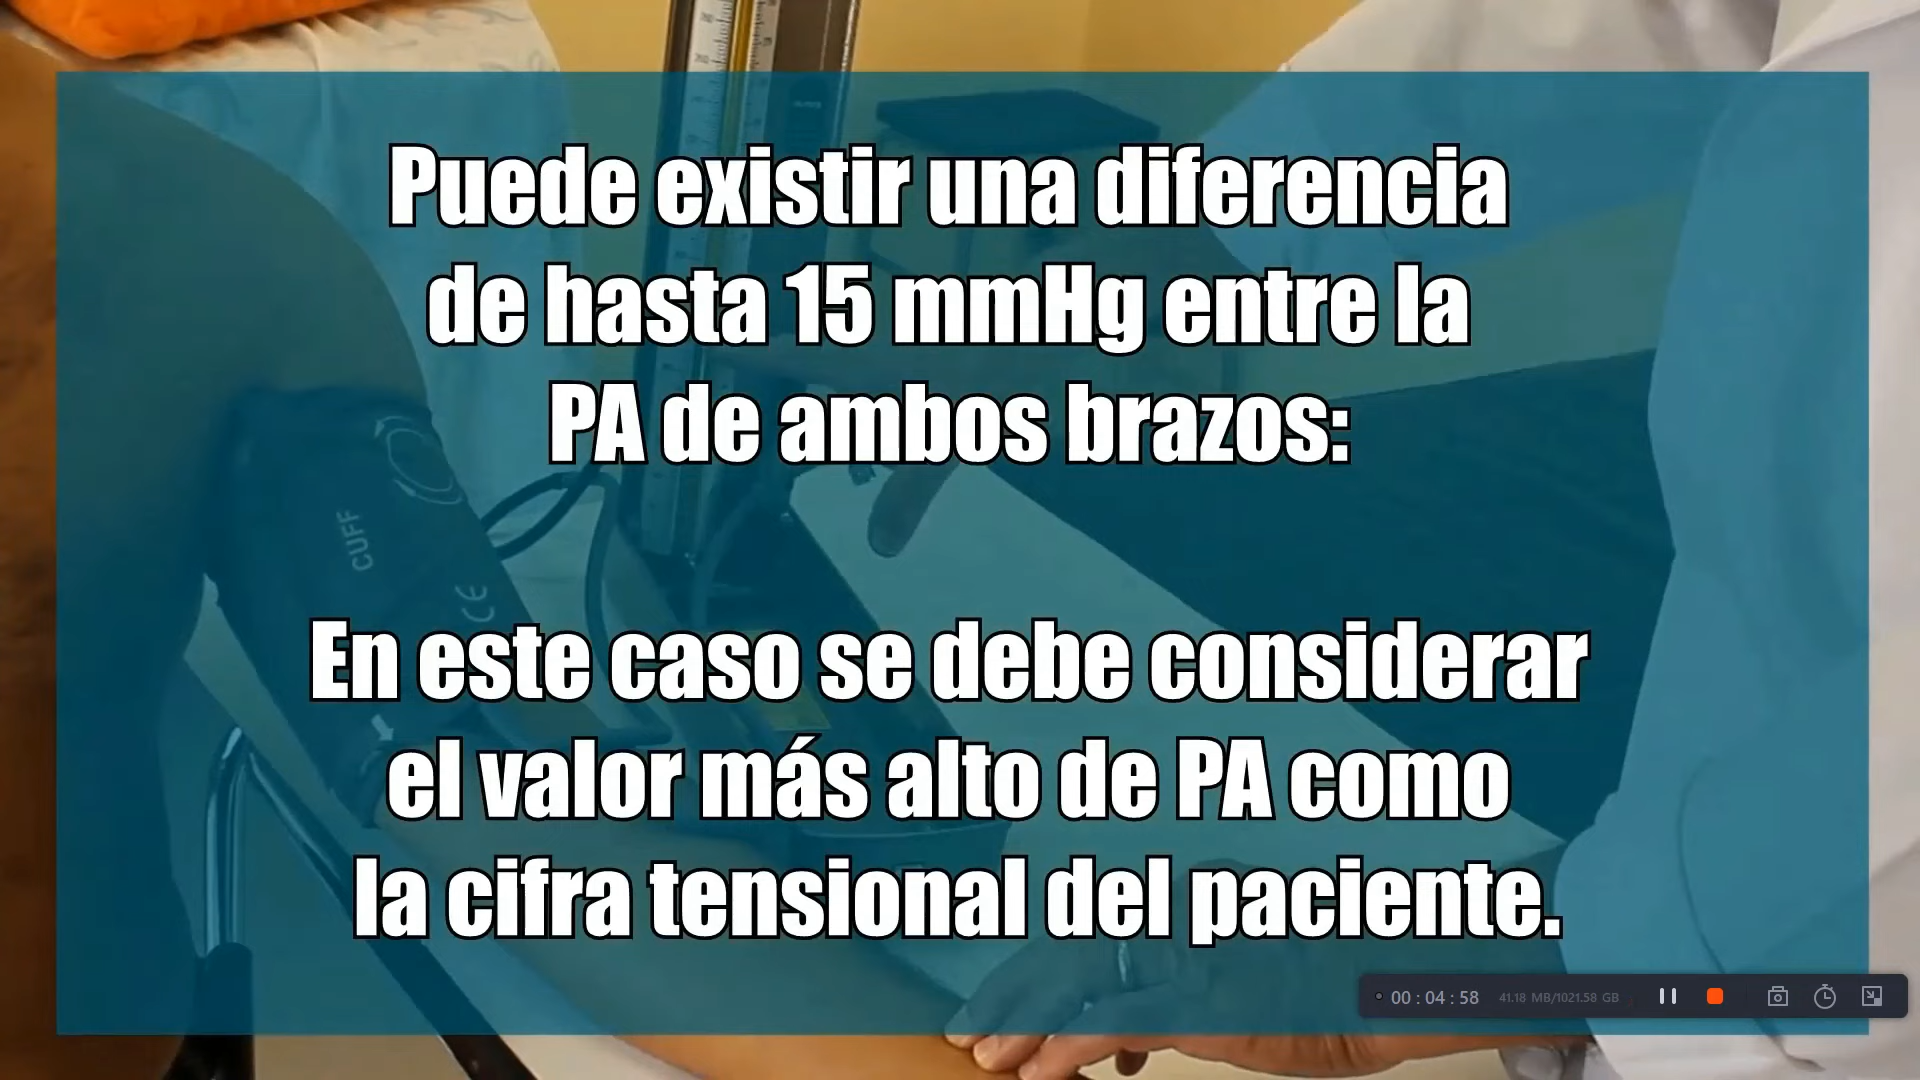 Puede existir una diferencia
de hasta 15 mmHg entre la
PA de ambos brazos:
En este caso se debe considerar
el valor más alto de PA como
la cifra tensional del paciente.
CUFF
CE
00 : 04 : 58 41.18 MB/1021.58 GB